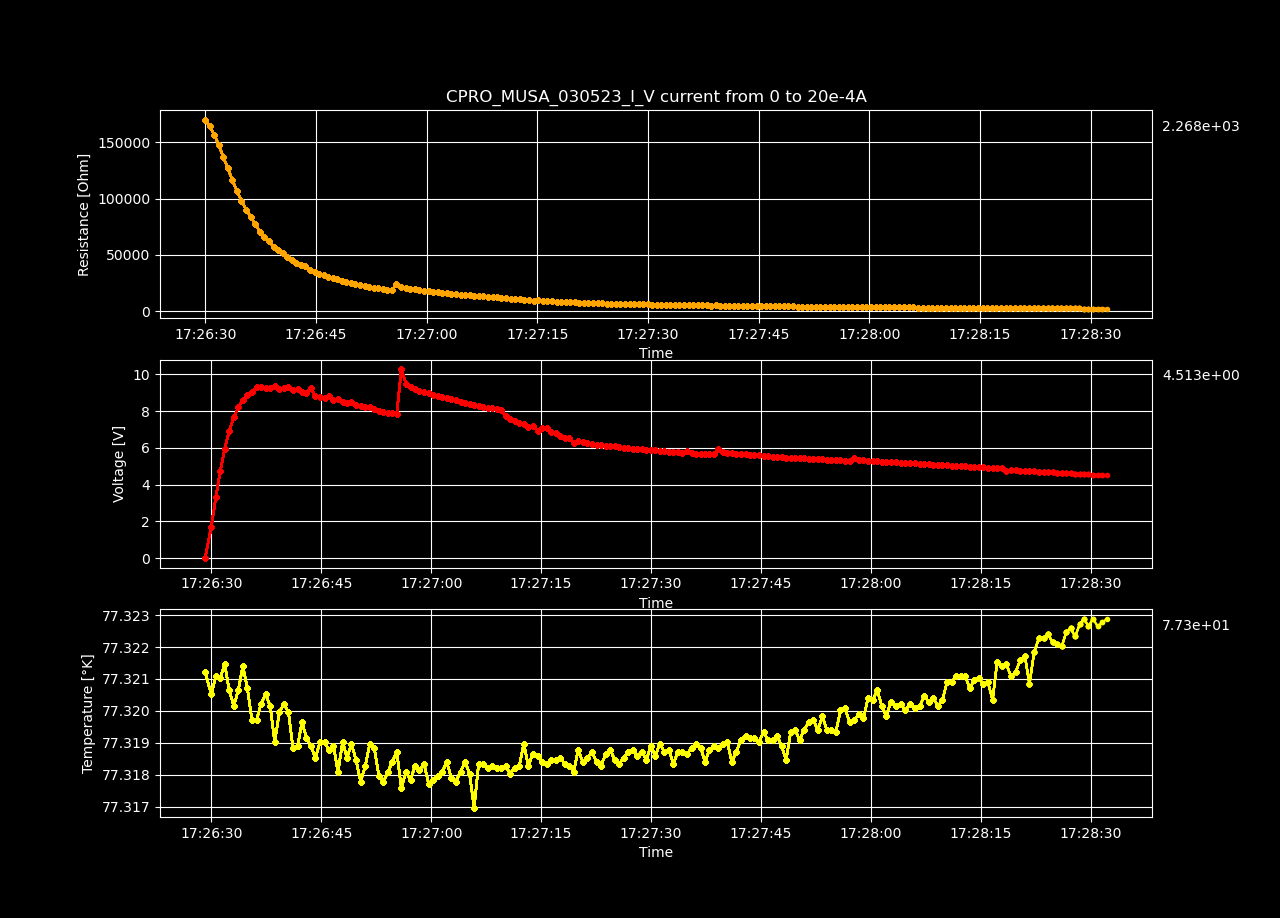 CPRO_MUSA_030523_I_V current from 0 to 20e-4A
2.268e+03
Resistance [Ohm]
150000
100000
50000
0
17:26:30 17:26:45 17:27:00 17:27:15 17:27:30 17:27:45 17:28:00 17:28:15 17:28:30
Time
4.513e+00
Voltage [V]
10
8
6
4
2
0
17:26:30 17:26:45 17:27:00 17:27:15 17:27:30 17:27:45 17:28:00 17:28:15 17:28:30
Time
7.73e+01
Temperature [°K]
77.323
77.322
77.321
77.320
77.319
77.318
77.317
17:26:30 17:26:45 17:27:00 17:27:15 17:27:30 17:27:45 17:28:00 17:28:15 17:28:30
Time